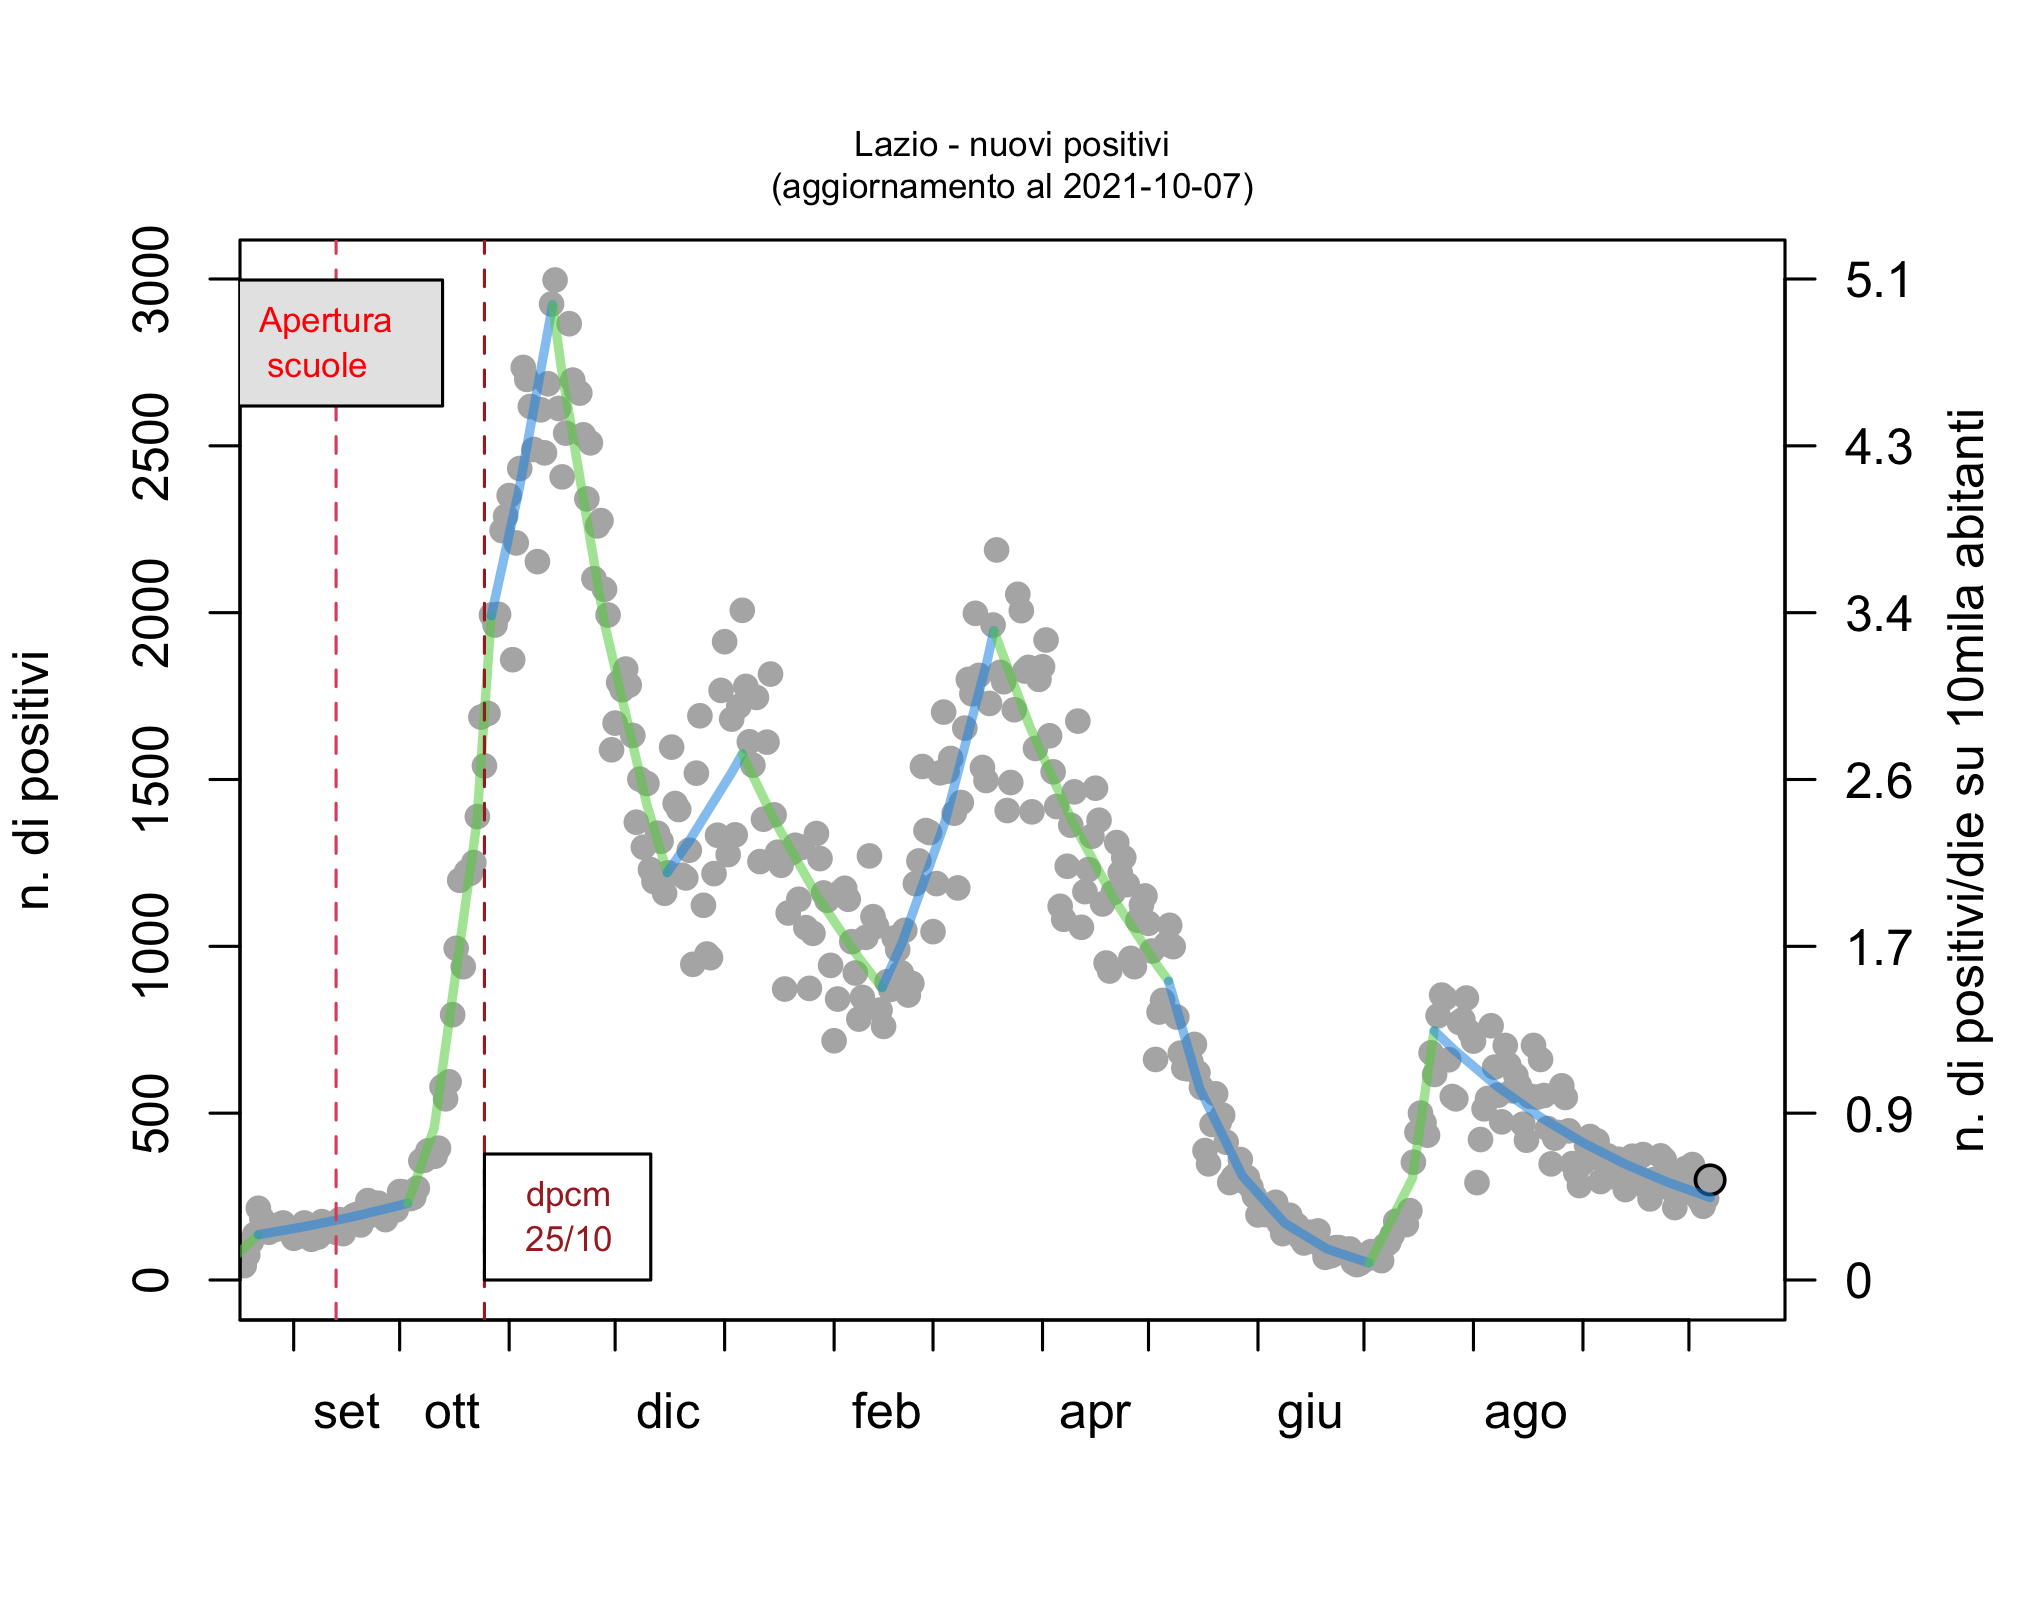 Lazio - nuovi positivi
(aggiornamento al 2021-10-07)
n. di positivi
3000
2500
2000
1500
1000
500
0
Apertura
scuole
dpcm
25/10
5.1
4.3
3.4
2.6
1.7
0.9
0
n. di positivi/die su 10mila abitanti
set ott dic feb apr giu ago